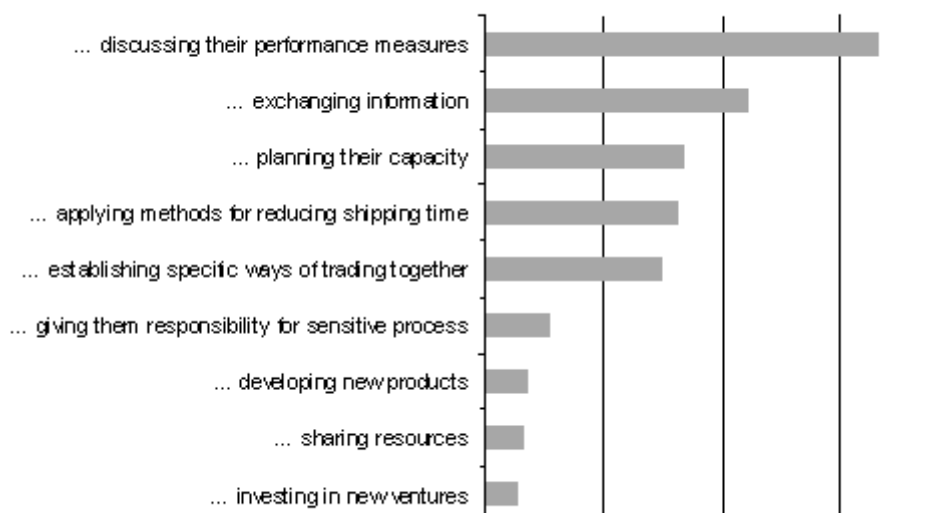 ... discussing their performance measures
... exchanging information
... planning their capacity
... applying methods for reducing shipping time
... establishing specific ways of trading together
... giving them responsibility for sensitive process
... developing new products
... sharing resources
... investing in new ventures